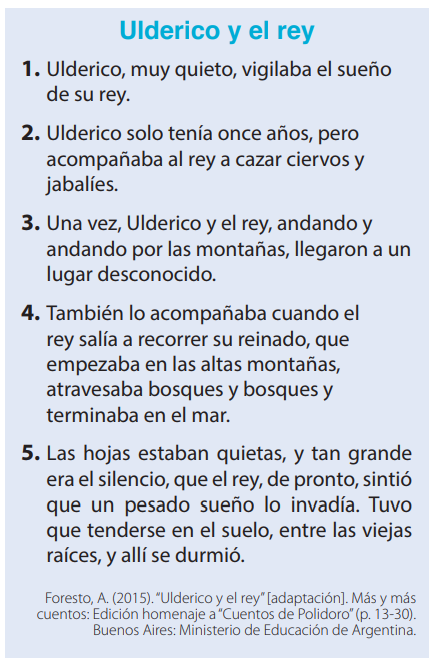 Ulderico y el rey
1. Ulderico, muy quieto, vigilaba el sueño
de su rey.
2. Ulderico solo tenía once años, pero
acompañaba al rey a cazar ciervos y
jabalíes.
3. Una vez, Ulderico y el rey, andando y
andando por las montañas, llegaron a un
lugar desconocido.
4. También lo acompañaba cuando el
rey salía a recorrer su reinado, que
empezaba en las altas montañas,
atravesaba bosques y bosques y
terminaba en el mar.
5. Las hojas estaban quietas, y tan grande
era el silencio, que el rey, de pronto, sintió
que un pesado sueño lo invadía. Tuvo
que tenderse en el suelo, entre las viejas
raíces, y allí se durmió.
Foresto, A. (2015). “Ulderico y el rey” [adaptación]. Más y más
cuentos: Edición homenaje a “Cuentos de Polidoro” (p. 13-30).
Buenos Aires: Ministerio de Educación de Argentina.